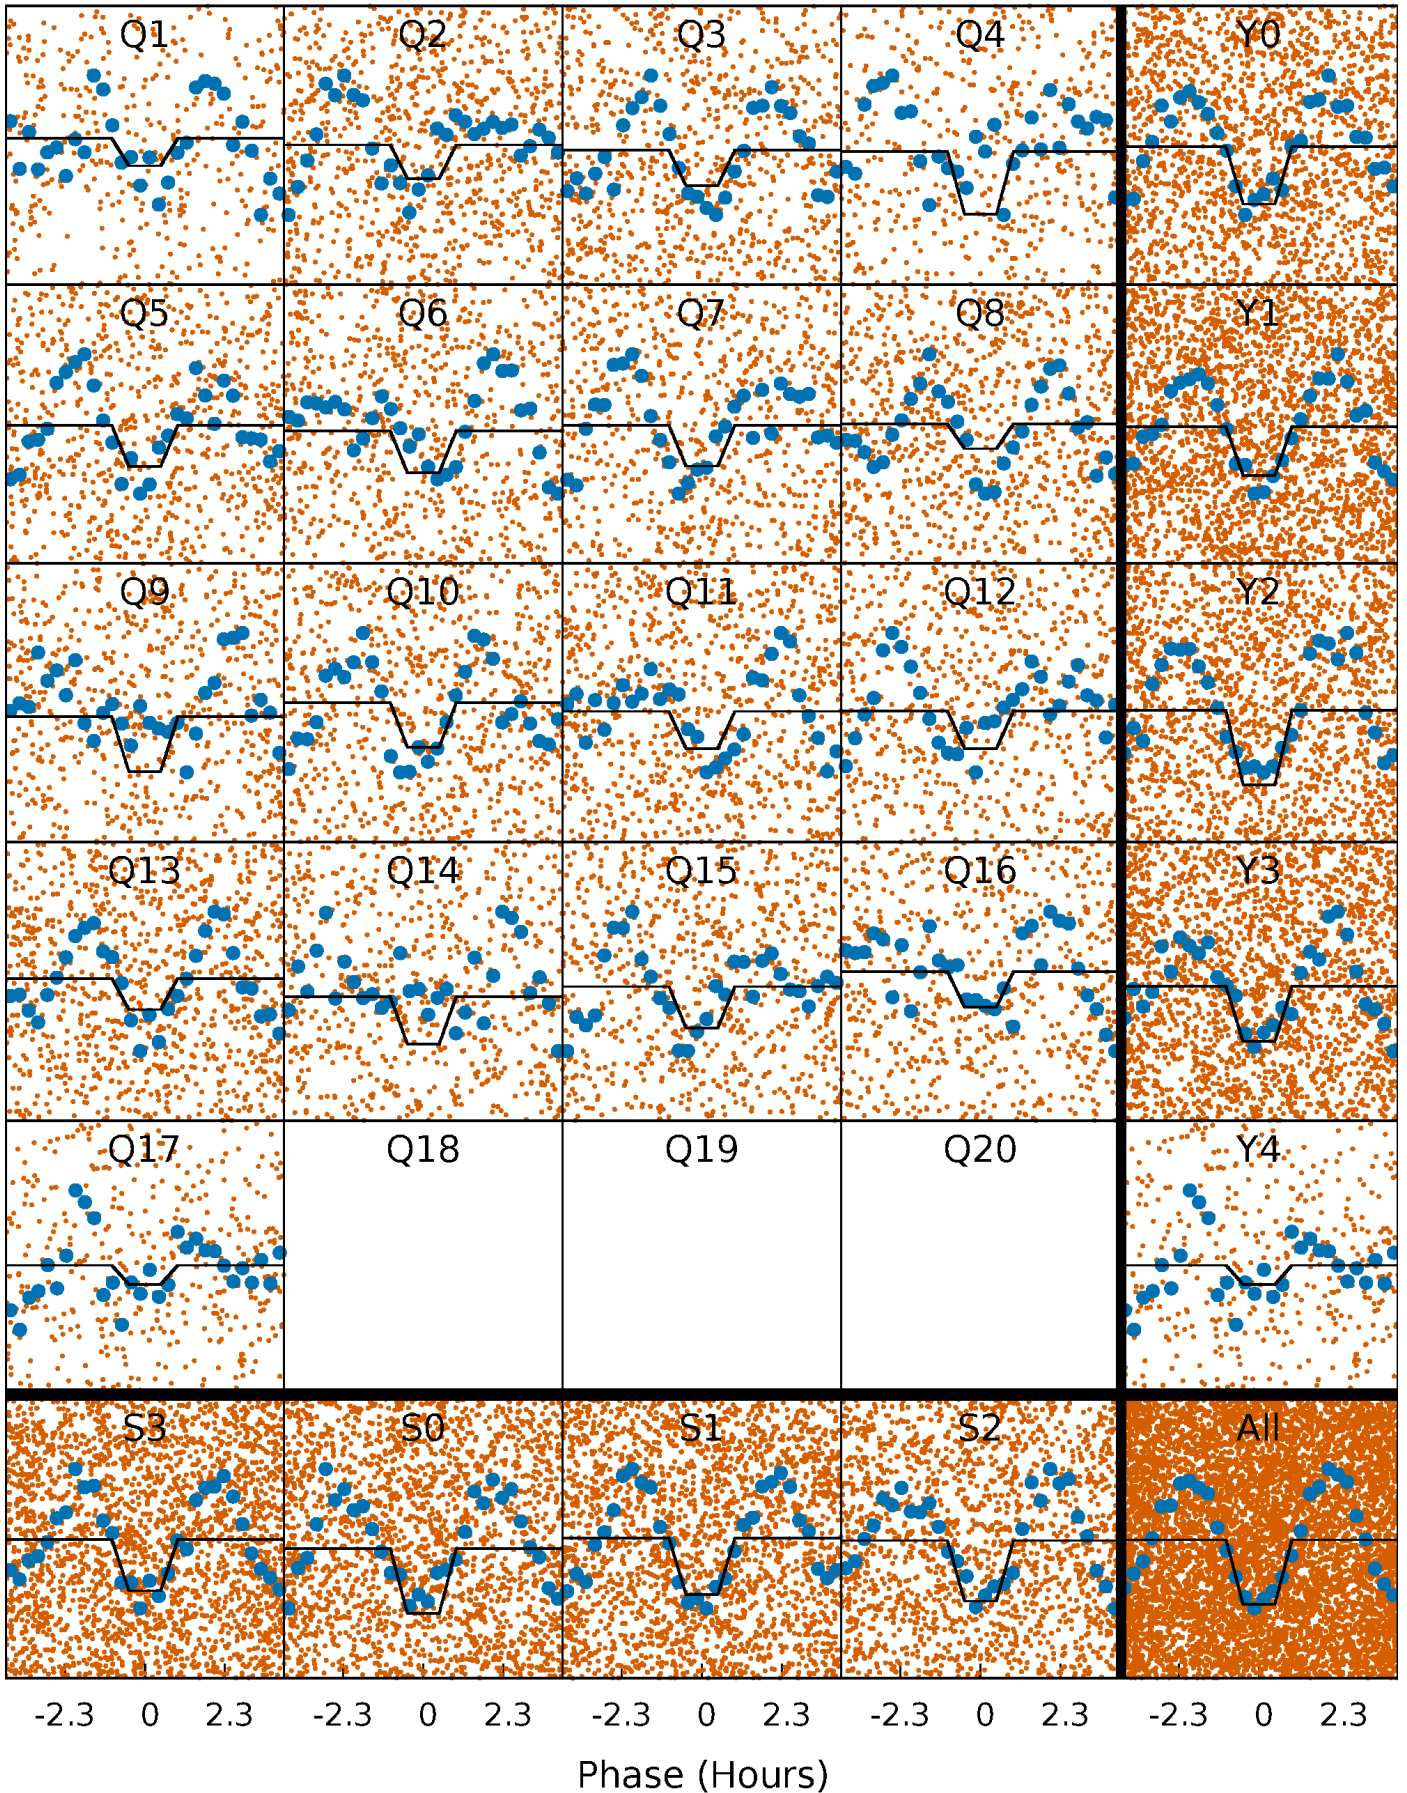 Q1 Q2 Q3 Q4 Y0
Q5 Q6 Q7 Q8 Y1
Q9 Q10 Q11 Q12 Y2
Q13 Q14 Q15 Q16 Y3
Q17 Q18 Q19 Q20 Y4
S3 S0 S1 S2 All
-2.3 0 2.3 -2.3 0 2.3 -2.3 0 2.3 -2.3 0 2.3 -2.3 0 2.3
Phase (Hours)